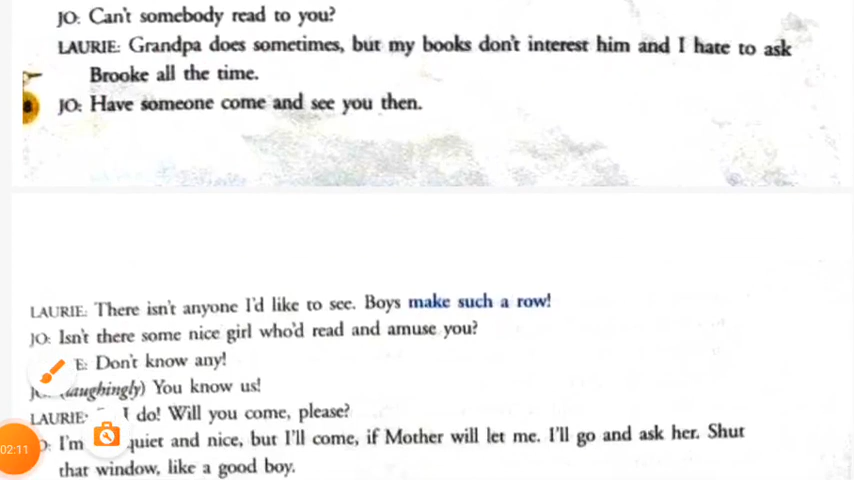 JO: Can't somebody read to you?
LAURIE: Grandpa does sometimes, but my books don't interest him and I hate to ask
Brooke all the time.
JO: Have someone come and see you then.
LAURIE: There isn't anyone I'd like to see. Boys make such a row!
JO: Isn't there some nice girl who'd read and amuse you?
E: Don't know any!
(laughingly) You know us!
LAURIE: I do! Will you come, please?
I'm quiet and nice, but I'll come, if Mother will let me. I'll go and ask her. Shut
that window, like a good boy.
02:11